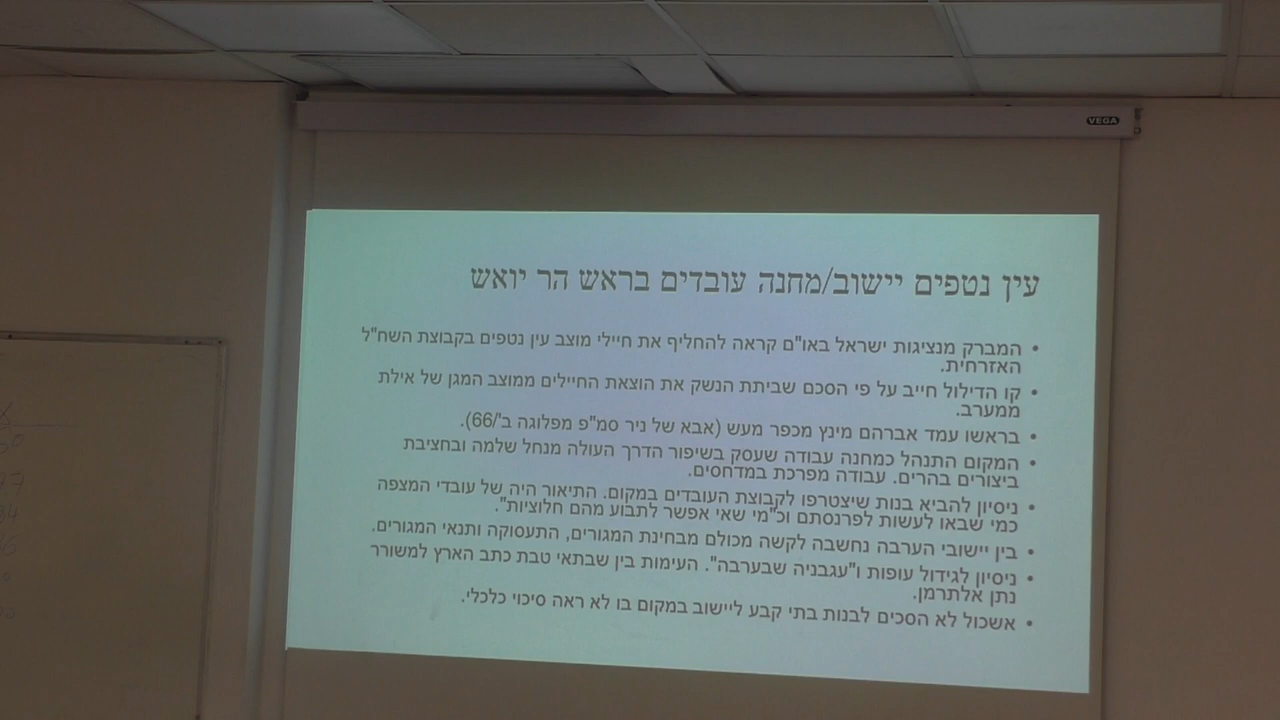 VEGA
עין נטפים יישוב/מחנה עובדים בראש הר יואש
• המברק מנציגות ישראל באו"ם קראה להחליף את חיילי מוצב עין נטפים בקבוצת השח"ל
האזרחית.
• קו הדילול חייב על פי הסכם שביתת הנשק את הוצאת החיילים ממוצב המגן של אילת
ממערב.
• בראשו עמד אברהם מינץ מכפר מעש (אבא של ניר סמ"פ מפלוגה ב'/66).
• המקום התנהל כמחנה עבודה שעסק בשיפור הדרך העולה מנחל שלמה ובחציבת
ביצורים בהרים. עבודה מפרכת במדחסים.
• ניסיון להביא בנות שיצטרפו לקבוצת העובדים במקום. התיאור היה של עובדי המצפה
כמי שבאו לעשות לפרנסתם וכ"מי שאי אפשר לתבוע מהם חלוציות".
• בין יישובי הערבה נחשבה לקשה מכולם מבחינת המגורים, התעסוקה ותנאי המגורים.
• ניסיון לגידול עופות ו"עגבניה שבערבה". העימות בין שבתאי טבת כתב הארץ למשורר
נתן אלתרמן.
• אשכול לא הסכים לבנות בתי קבע ליישוב במקום בו לא ראה סיכוי כלכלי.